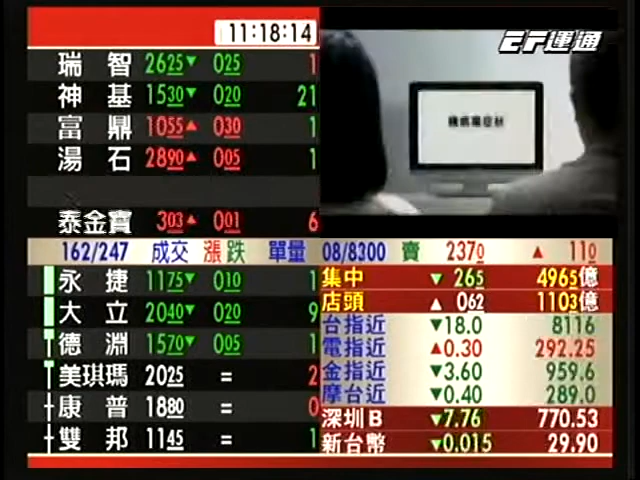 11:18:14
EF運通
瑞智 2625▼ 025 1
神基 1530▼ 020 21
富鼎 1055▲ 030 1
湯石 2890▲ 005 1
泰金寶 303▲ 001 6
162/247 成交 漲跌 單量 08/8300 賣 2370 ▲ 110
永捷 1175▼ 010 1
大立 2040▼ 020 9
德淵 1570▼ 005 1
美琪瑪 2025 = 2
康普 1880 = 0
雙邦 1145 = 1
集中 ▼ 265 4965億
店頭 ▲ 062 1103億
台指近 ▼18.0 8116
電指近 ▲0.30 292.25
金指近 ▼3.60 959.6
摩台近 ▼0.40 289.0
深圳B ▼7.76 770.53
新台幣 ▼0.015 29.90